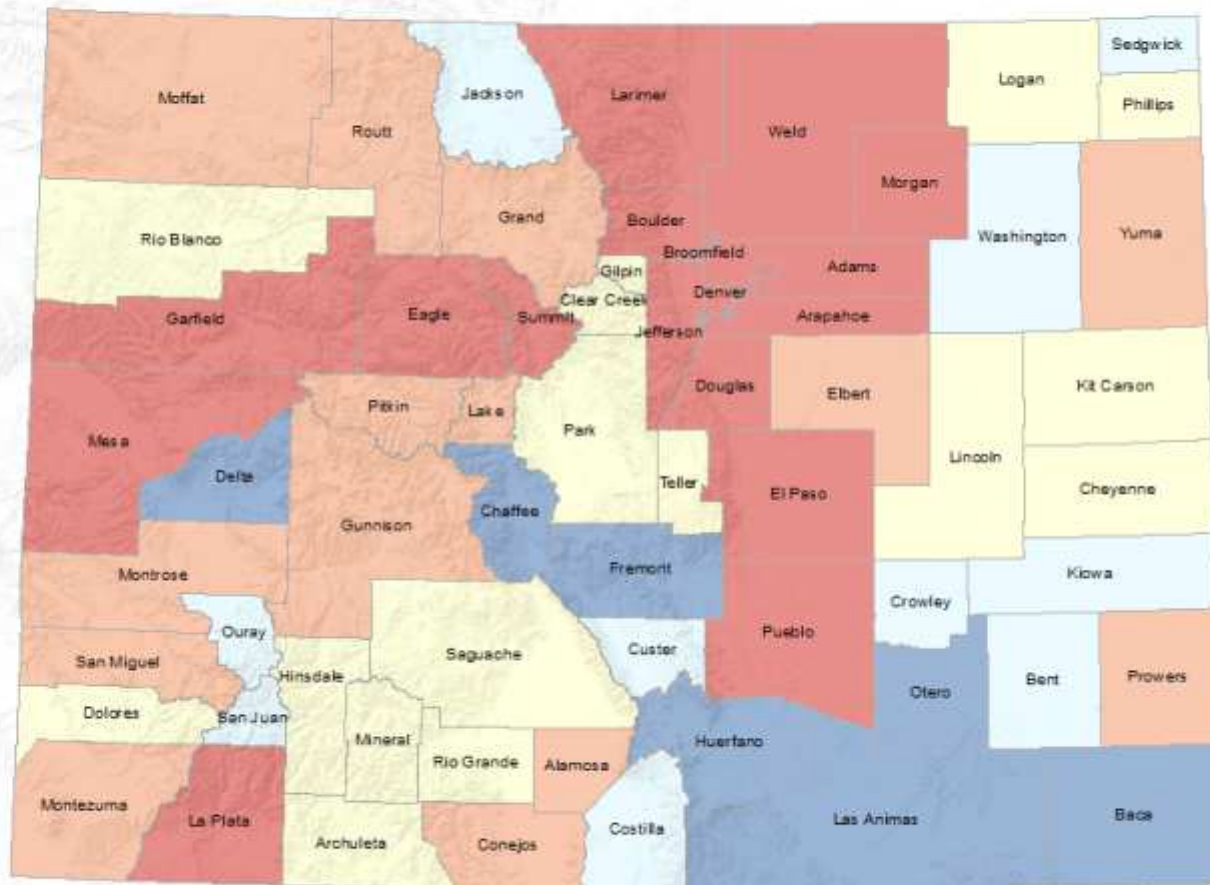 Sedgwick
Logan
Moffat
Jackson
Larimer
Phillips
Routt
Weld
Morgan
Grand
Boulder
Rio Blanco
Washington
Yuma
Broomfield
Gilpin
Adams
Denver
Clear Creek
Garfield
Eagle
Summit
Arapahoe
Jefferson
Kit Carson
Douglas
Elbert
Pitkin
Lake
Park
Mesa
Lincoln
Delta
Teller
El Paso
Cheyenne
Chaffee
Gunnison
Fremont
Montrose
Kiowa
Crowley
Ouray
Pueblo
Custer
Saguache
San Miguel
Hinsdale
Bent
Prowers
Otero
Dolores
San Juan
Mineral
Huerfano
Rio Grande
Alamosa
Montezuma
La Plata
Las Animas
Baca
Costilla
Archuleta
Conejos